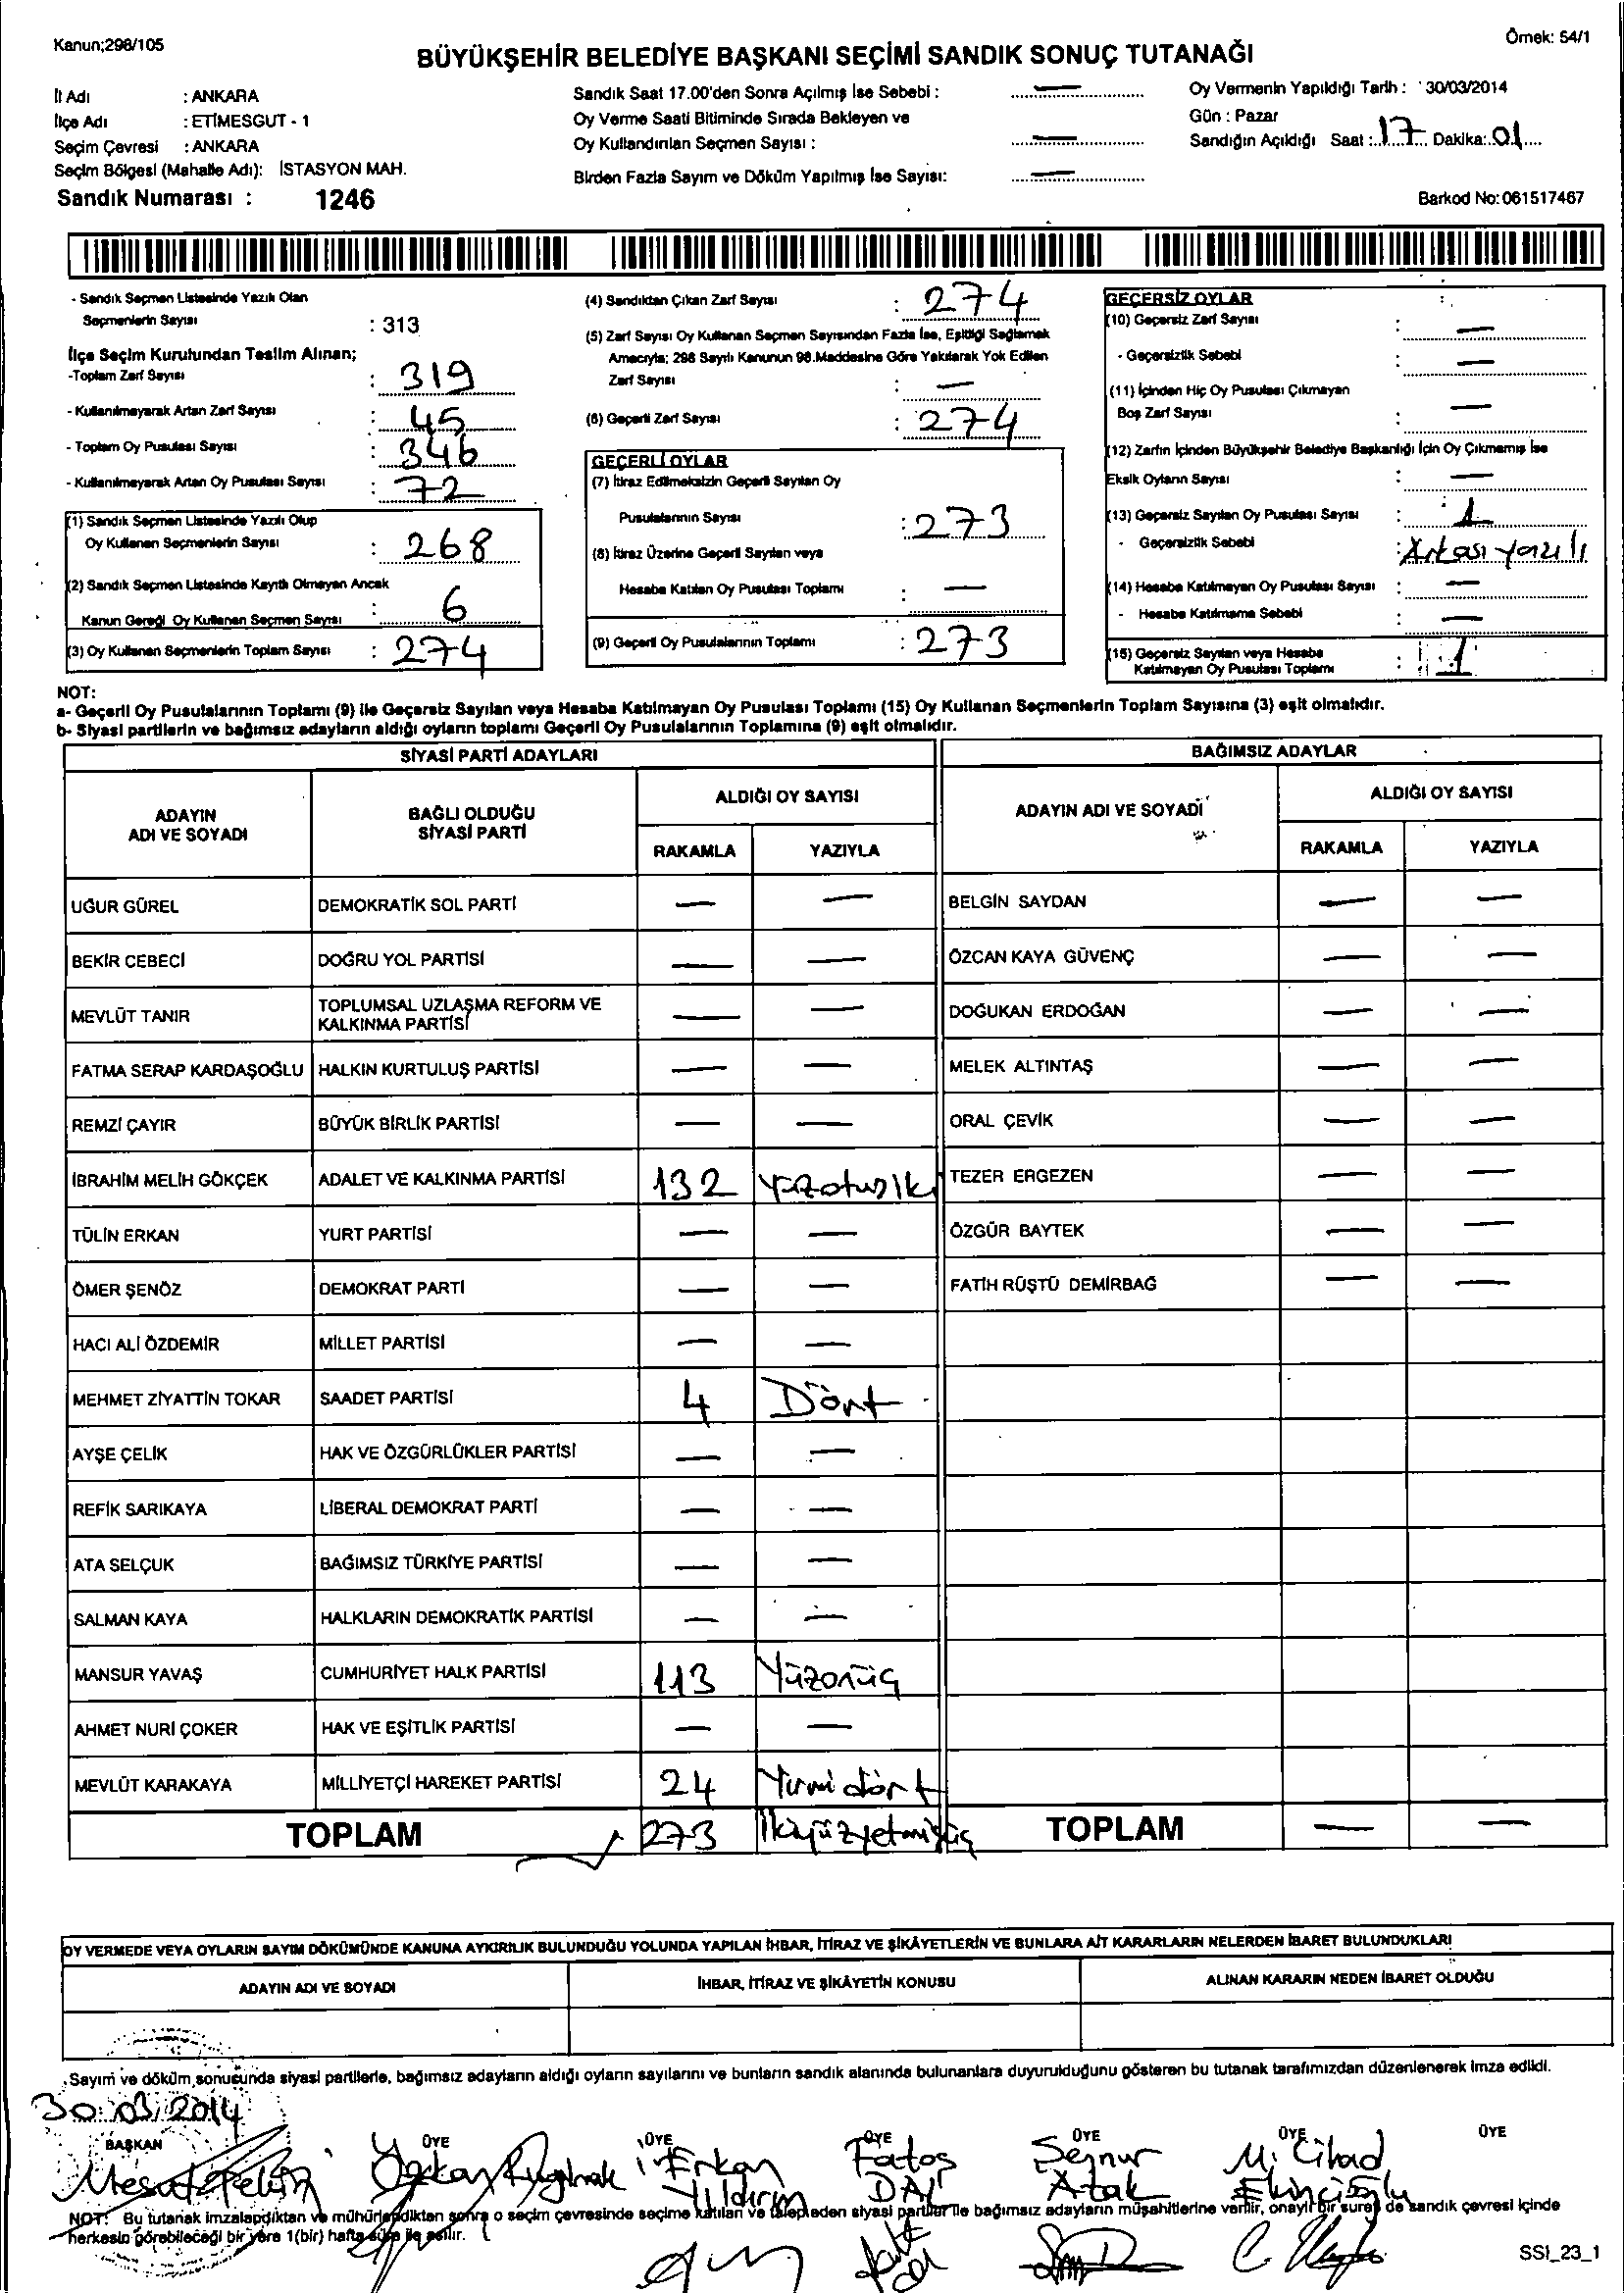 Kanun;298/105
Örnek: 54/1
BÜYÜKŞEHİR BELEDİYE BAŞKANI SEÇİMİ SANDIK SONUÇ TUTANAĞI
İl Adı : ANKARA
İlçe Adı : ETİMESGUT - 1
Seçim Çevresi : ANKARA
Seçim Bölgesi (Mahalle Adı): İSTASYON MAH.
Sandık Numarası : 1246
Sandık Saat 17.00'den Sonra Açılmış İse Sebebi : —
Oy Verme Saati Bitiminde Sırada Bekleyen ve
Oy Kullandırılan Seçmen Sayısı : —
Birden Fazla Sayım ve Döküm Yapılmış İse Sayısı: —
Oy Vermenin Yapıldığı Tarih : 30/03/2014
Gün : Pazar
Sandığın Açıldığı Saat : 17 Dakika: 01
Barkod No: 061517467
- Sandık Seçmen Listesinde Yazılı Olan
Seçmenlerin Sayısı : 313
İlçe Seçim Kurulundan Teslim Alınan;
-Toplam Zarf Sayısı : 319
- Kullanılmayarak Artan Zarf Sayısı : 45
- Toplam Oy Pusulası Sayısı : 346
- Kullanılmayarak Artan Oy Pusulası Sayısı : 72
(1) Sandık Seçmen Listesinde Yazılı Olup
Oy Kullanan Seçmenlerin Sayısı : 268
(2) Sandık Seçmen Listesinde Kayıtlı Olmayan Ancak
Kanun Gereği Oy Kullanan Seçmen Sayısı : 6
(3) Oy Kullanan Seçmenlerin Toplam Sayısı : 274
(4) Sandıktan Çıkan Zarf Sayısı : 274
(5) Zarf Sayısı Oy Kullanan Seçmen Sayısından Fazla İse, Eşitliği Sağlamak
Amacıyla; 298 Sayılı Kanunun 98.Maddesine Göre Yakılarak Yok Edilen
Zarf Sayısı : —
(6) Geçerli Zarf Sayısı : 274
GEÇERLİ OYLAR
(7) İtiraz Edilmeksizin Geçerli Sayılan Oy
Pusulalarının Sayısı : 273
(8) İtiraz Üzerine Geçerli Sayılan veya
Hesaba Katılan Oy Pusulası Toplamı : —
(9) Geçerli Oy Pusulalarının Toplamı : 273
GEÇERSİZ OYLAR
(10) Geçersiz Zarf Sayısı : —
- Geçersizlik Sebebi : —
(11) İçinden Hiç Oy Pusulası Çıkmayan
Boş Zarf Sayısı : —
(12) Zarfın İçinden Büyükşehir Belediye Başkanlığı İçin Oy Çıkmamış İse
Eksik Oyların Sayısı : —
(13) Geçersiz Sayılan Oy Pusulası Sayısı : 1
- Geçersizlik Sebebi : Arkası yazılı
(14) Hesaba Katılmayan Oy Pusulası Sayısı : —
- Hesaba Katılmama Sebebi : —
(15) Geçersiz Sayılan veya Hesaba
Katılmayan Oy Pusulası Toplamı : 1
NOT:
a- Geçerli Oy Pusulalarının Toplamı (9) ile Geçersiz Sayılan veya Hesaba Katılmayan Oy Pusulası Toplamı (15) Oy Kullanan Seçmenlerin Toplam Sayısına (3) eşit olmalıdır.
b- Siyasi partilerin ve bağımsız adayların aldığı oyların toplamı Geçerli Oy Pusulalarının Toplamına (9) eşit olmalıdır.
SİYASİ PARTİ ADAYLARI
ADAYIN ADI VE SOYADI
BAĞLI OLDUĞU SİYASİ PARTİ
ALDIĞI OY SAYISI
RAKAMLA YAZIYLA
UĞUR GÜREL DEMOKRATİK SOL PARTİ — —
BEKİR CEBECİ DOĞRU YOL PARTİSİ — —
MEVLÜT TANIR TOPLUMSAL UZLAŞMA REFORM VE KALKINMA PARTİSİ — —
FATMA SERAP KARDAŞOĞLU HALKIN KURTULUŞ PARTİSİ — —
REMZİ ÇAYIR BÜYÜK BİRLİK PARTİSİ — —
İBRAHİM MELİH GÖKÇEK ADALET VE KALKINMA PARTİSİ 132 Yüzotuziki
TÜLİN ERKAN YURT PARTİSİ — —
ÖMER ŞENÖZ DEMOKRAT PARTİ — —
HACI ALİ ÖZDEMİR MİLLET PARTİSİ — —
MEHMET ZİYATTİN TOKAR SAADET PARTİSİ 4 Dört
AYŞE ÇELİK HAK VE ÖZGÜRLÜKLER PARTİSİ — —
REFİK SARIKAYA LİBERAL DEMOKRAT PARTİ — —
ATA SELÇUK BAĞIMSIZ TÜRKİYE PARTİSİ — —
SALMAN KAYA HALKLARIN DEMOKRATİK PARTİSİ — —
MANSUR YAVAŞ CUMHURİYET HALK PARTİSİ 113 Yüzonüç
AHMET NURİ ÇOKER HAK VE EŞİTLİK PARTİSİ — —
MEVLÜT KARAKAYA MİLLİYETÇİ HAREKET PARTİSİ 24 Yirmidört
TOPLAM 273 İkiyüzyetmişüç
BAĞIMSIZ ADAYLAR
ADAYIN ADI VE SOYADI
ALDIĞI OY SAYISI
RAKAMLA YAZIYLA
BELGİN SAYDAN — —
ÖZCAN KAYA GÜVENÇ — —
DOĞUKAN ERDOĞAN — —
MELEK ALTINTAŞ — —
ORAL ÇEVİK — —
TEZER ERGEZEN — —
ÖZGÜR BAYTEK — —
FATİH RÜŞTÜ DEMİRBAĞ — —
TOPLAM — —
OY VERMEDE VEYA OYLARIN SAYIM DÖKÜMÜNDE KANUNA AYKIRILIK BULUNDUĞU YOLUNDA YAPILAN İHBAR, İTİRAZ VE ŞİKÂYETLERİN VE BUNLARA AİT KARARLARIN NELERDEN İBARET BULUNDUKLARI
ADAYIN ADI VE SOYADI
İHBAR, İTİRAZ VE ŞİKÂYETİN KONUSU
ALINAN KARARIN NEDEN İBARET OLDUĞU
Sayım ve döküm sonucunda siyasi partilerle, bağımsız adayların aldığı oyların sayılarını ve bunların sandık alanında bulunanlara duyurulduğunu gösteren bu tutanak tarafımızdan düzenlenerek imza edildi.
30.03.2014
BAŞKAN ÜYE ÜYE ÜYE ÜYE ÜYE ÜYE
Mesut
Erkan Yıldırım
Fatoş DAL
Sejnur Atak
M. Cihad Ekincioğlu
NOT: Bu tutanak imzalandıktan ve mühürlendikten sonra o seçim çevresinde seçime katılan ve talep eden siyasi partiler ile bağımsız adayların müşahitlerine verilir, onaylı bir sureti de sandık çevresi içinde
herkesin görebileceği bir yere 1(bir) hafta süre ile asılır.
SSI_23_1